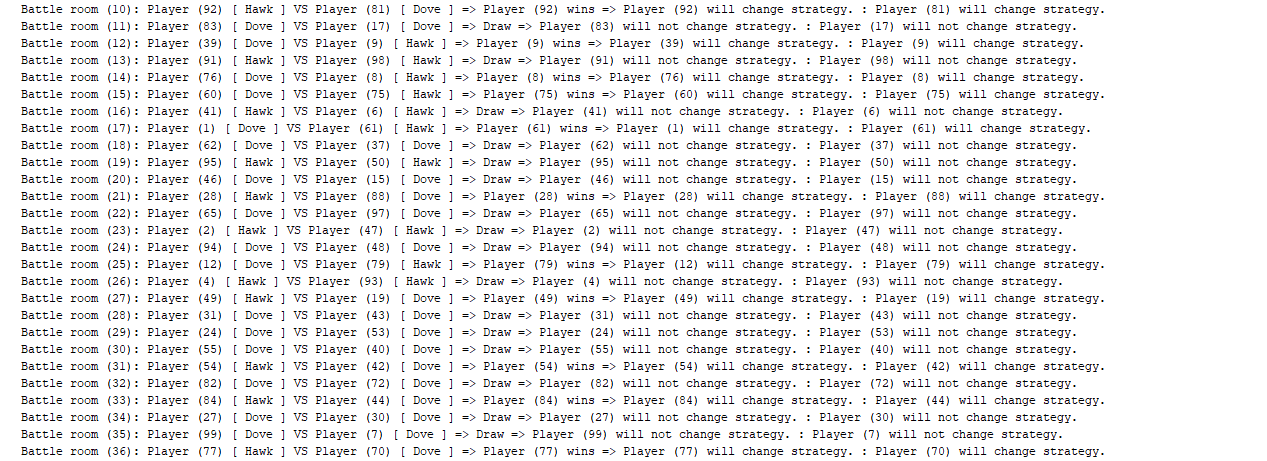 Battle room (10): Player (92) [ Hawk ] VS Player (81) [ Dove ] => Player (92) wins => Player (92) will change strategy. : Player (81) will change strategy.
Battle room (11): Player (83) [ Dove ] VS Player (17) [ Dove ] => Draw => Player (83) will not change strategy. : Player (17) will not change strategy.
Battle room (12): Player (39) [ Dove ] VS Player (9) [ Hawk ] => Player (9) wins => Player (39) will change strategy. : Player (9) will change strategy.
Battle room (13): Player (91) [ Hawk ] VS Player (98) [ Hawk ] => Draw => Player (91) will not change strategy. : Player (98) will not change strategy.
Battle room (14): Player (76) [ Dove ] VS Player (8) [ Hawk ] => Player (8) wins => Player (76) will change strategy. : Player (8) will change strategy.
Battle room (15): Player (60) [ Dove ] VS Player (75) [ Hawk ] => Player (75) wins => Player (60) will change strategy. : Player (75) will change strategy.
Battle room (16): Player (41) [ Hawk ] VS Player (6) [ Hawk ] => Draw => Player (41) will not change strategy. : Player (6) will not change strategy.
Battle room (17): Player (1) [ Dove ] VS Player (61) [ Hawk ] => Player (61) wins => Player (1) will change strategy. : Player (61) will change strategy.
Battle room (18): Player (62) [ Dove ] VS Player (37) [ Dove ] => Draw => Player (62) will not change strategy. : Player (37) will not change strategy.
Battle room (19): Player (95) [ Hawk ] VS Player (50) [ Hawk ] => Draw => Player (95) will not change strategy. : Player (50) will not change strategy.
Battle room (20): Player (46) [ Dove ] VS Player (15) [ Dove ] => Draw => Player (46) will not change strategy. : Player (15) will not change strategy.
Battle room (21): Player (28) [ Hawk ] VS Player (88) [ Dove ] => Player (28) wins => Player (28) will change strategy. : Player (88) will change strategy.
Battle room (22): Player (65) [ Dove ] VS Player (97) [ Dove ] => Draw => Player (65) will not change strategy. : Player (97) will not change strategy.
Battle room (23): Player (2) [ Hawk ] VS Player (47) [ Hawk ] => Draw => Player (2) will not change strategy. : Player (47) will not change strategy.
Battle room (24): Player (94) [ Dove ] VS Player (48) [ Dove ] => Draw => Player (94) will not change strategy. : Player (48) will not change strategy.
Battle room (25): Player (12) [ Dove ] VS Player (79) [ Hawk ] => Player (79) wins => Player (12) will change strategy. : Player (79) will change strategy.
Battle room (26): Player (4) [ Hawk ] VS Player (93) [ Hawk ] => Draw => Player (4) will not change strategy. : Player (93) will not change strategy.
Battle room (27): Player (49) [ Hawk ] VS Player (19) [ Dove ] => Player (49) wins => Player (49) will change strategy. : Player (19) will change strategy.
Battle room (28): Player (31) [ Dove ] VS Player (43) [ Dove ] => Draw => Player (31) will not change strategy. : Player (43) will not change strategy.
Battle room (29): Player (24) [ Dove ] VS Player (53) [ Dove ] => Draw => Player (24) will not change strategy. : Player (53) will not change strategy.
Battle room (30): Player (55) [ Dove ] VS Player (40) [ Dove ] => Draw => Player (55) will not change strategy. : Player (40) will not change strategy.
Battle room (31): Player (54) [ Hawk ] VS Player (42) [ Dove ] => Player (54) wins => Player (54) will change strategy. : Player (42) will change strategy.
Battle room (32): Player (82) [ Dove ] VS Player (72) [ Dove ] => Draw => Player (82) will not change strategy. : Player (72) will not change strategy.
Battle room (33): Player (84) [ Hawk ] VS Player (44) [ Dove ] => Player (84) wins => Player (84) will change strategy. : Player (44) will change strategy.
Battle room (34): Player (27) [ Dove ] VS Player (30) [ Dove ] => Draw => Player (27) will not change strategy. : Player (30) will not change strategy.
Battle room (35): Player (99) [ Dove ] VS Player (7) [ Dove ] => Draw => Player (99) will not change strategy. : Player (7) will not change strategy.
Battle room (36): Player (77) [ Hawk ] VS Player (70) [ Dove ] => Player (77) wins => Player (77) will change strategy. : Player (70) will change strategy.